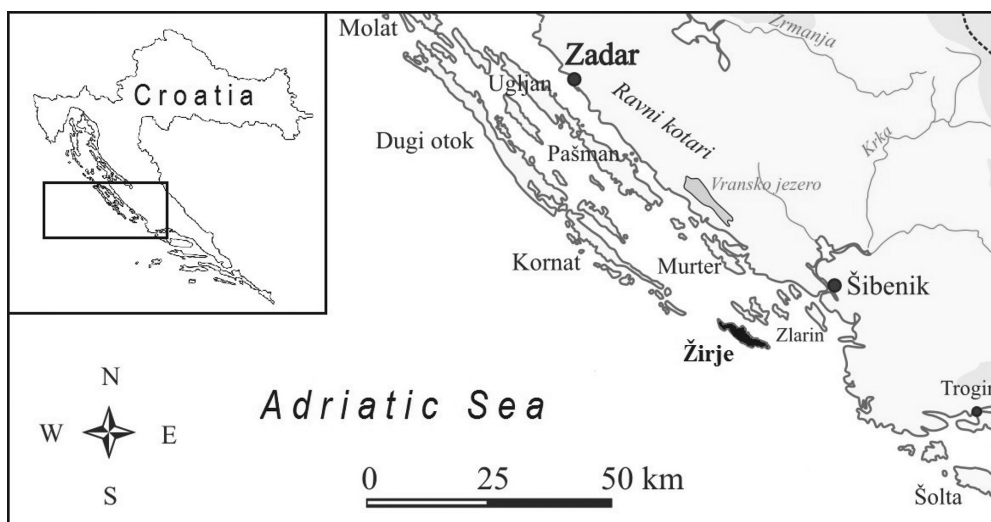 Croatia
Molat
Zrmanja
Zadar
Ugljan
Ravni kotari
Dugi otok
Pašman
Krka
Vransko jezero
Kornat
Murter
Šibenik
Zlarin
Žirje
Trogir
Šolta
Adriatic Sea
N
W E
S
0 25 50 km